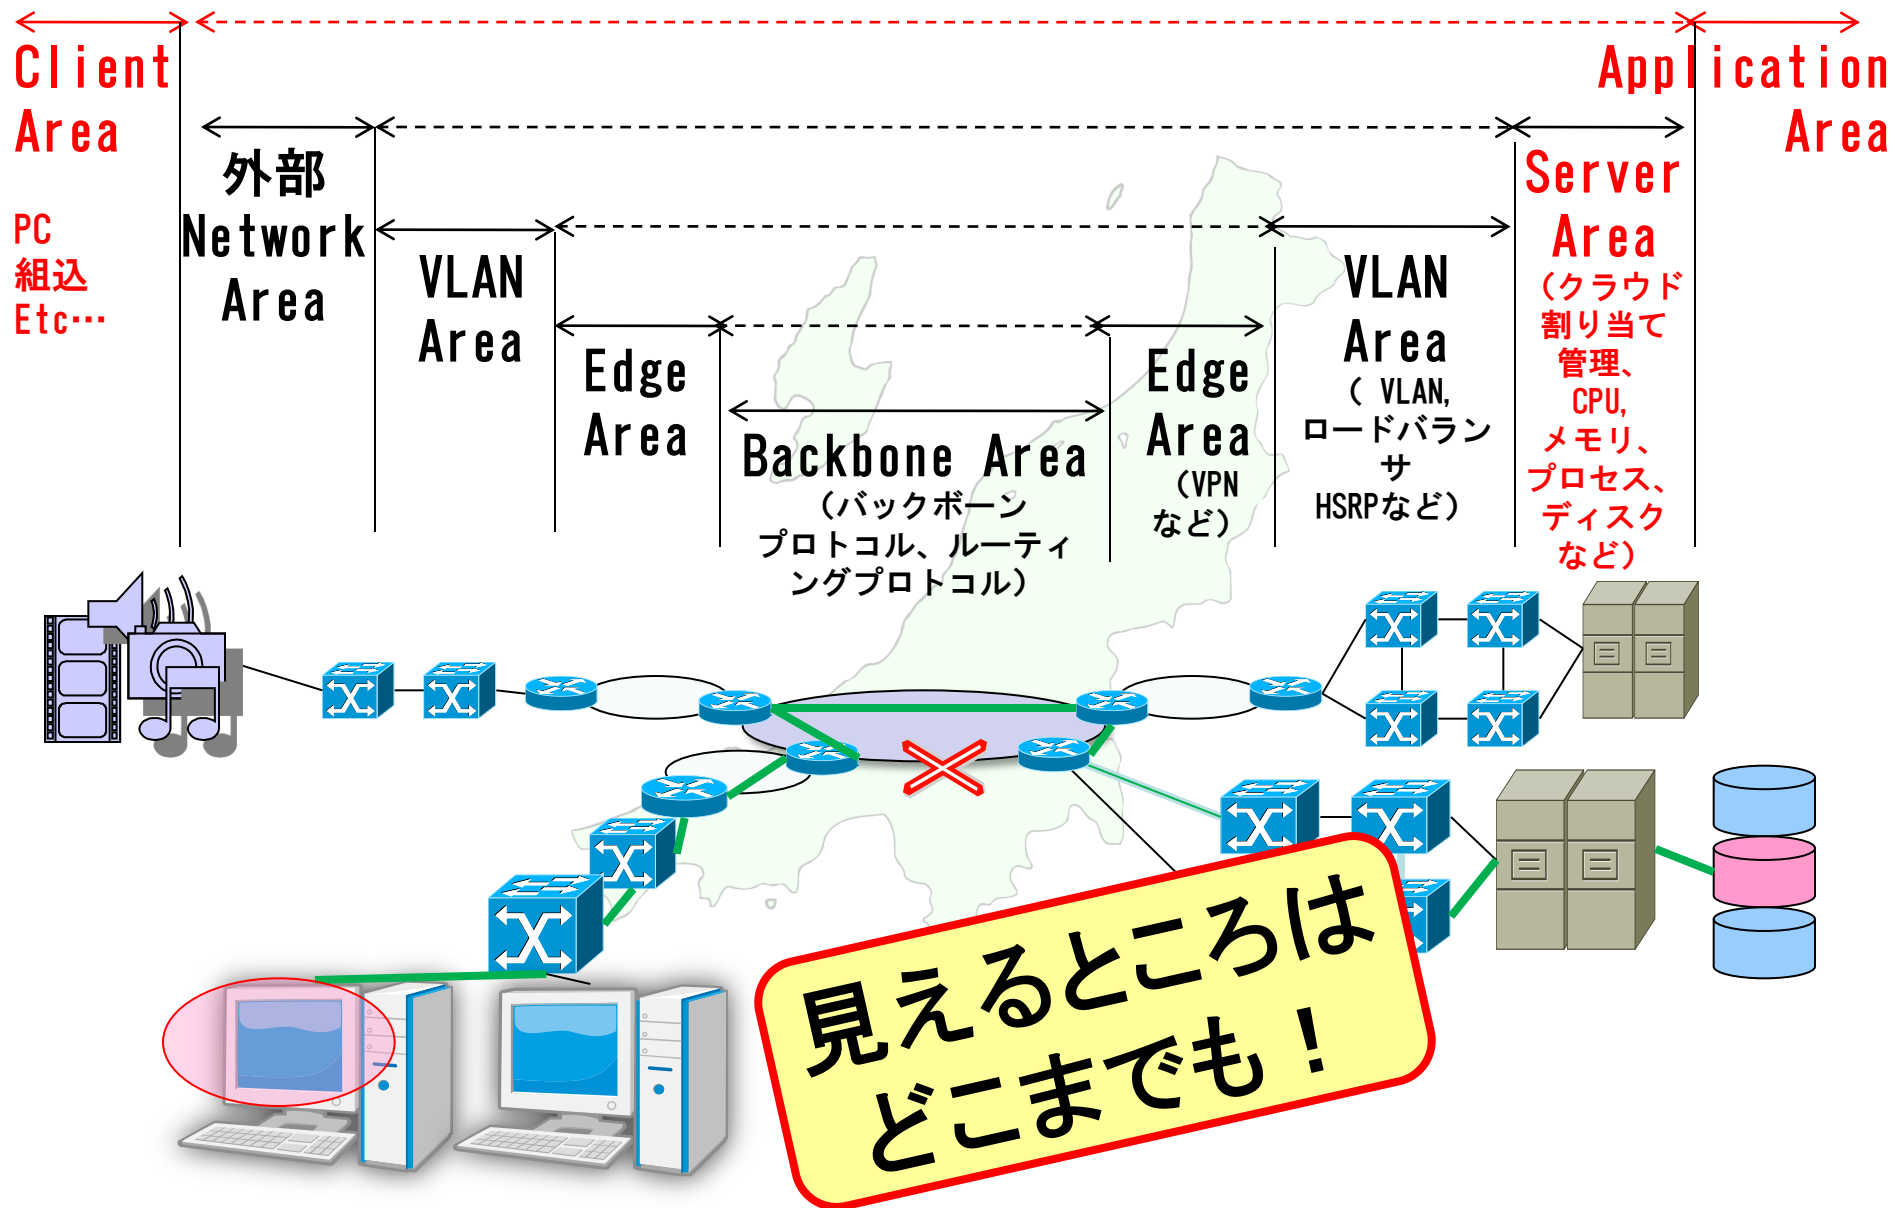 Client
Area
PC
組込
Etc…
外部
Network
Area
VLAN
Area
Edge
Area
Backbone Area
（バックボーン
プロトコル、ルーティ
ングプロトコル）
Edge
Area
（VPN
など）
VLAN
Area
（ VLAN,
ロードバラン
サ
HSRPなど）
Server
Area
（クラウド
割り当て
管理、
CPU,
メモリ、
プロセス、
ディスク
など）
Application
Area
見えるところは
どこまでも！